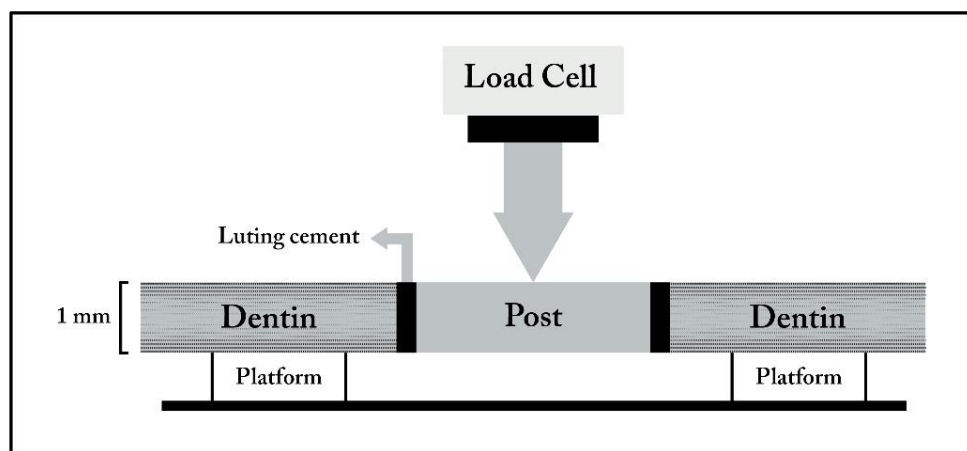 Load Cell
Luting cement
1 mm
Dentin
Post
Dentin
Platform
Platform